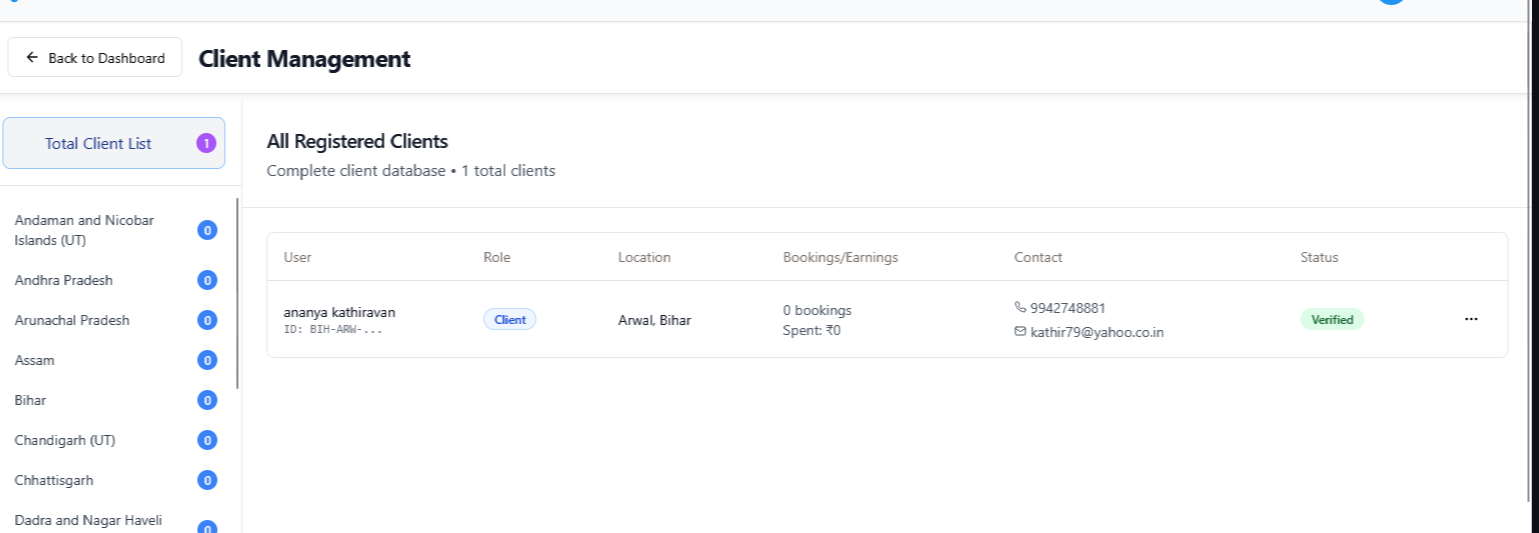 Back to Dashboard
Client Management
Total Client List 1
Andaman and Nicobar
Islands (UT) 0
Andhra Pradesh 0
Arunachal Pradesh 0
Assam 0
Bihar 0
Chandigarh (UT) 0
Chhattisgarh 0
Dadra and Nagar Haveli 0
All Registered Clients
Complete client database • 1 total clients
User Role Location Bookings/Earnings Contact Status
ananya kathiravan
ID: BIH-ARW-...
Client
Arwal, Bihar
0 bookings
Spent: ₹0
9942748881
kathir79@yahoo.co.in
Verified
...